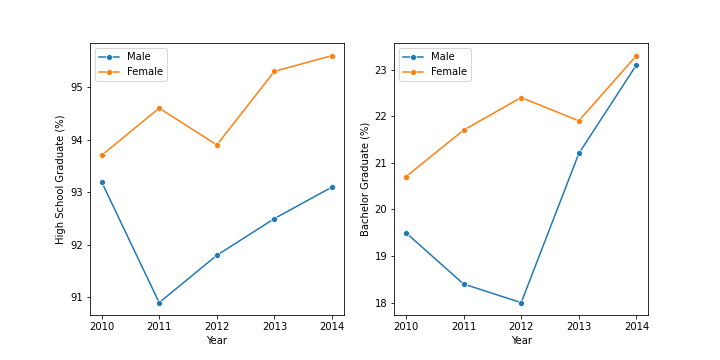 Male
Female
High School Graduate (%)
95
94
93
92
91
2010 2011 2012 2013 2014
Year
Male
Female
Bachelor Graduate (%)
23
22
21
20
19
18
2010 2011 2012 2013 2014
Year